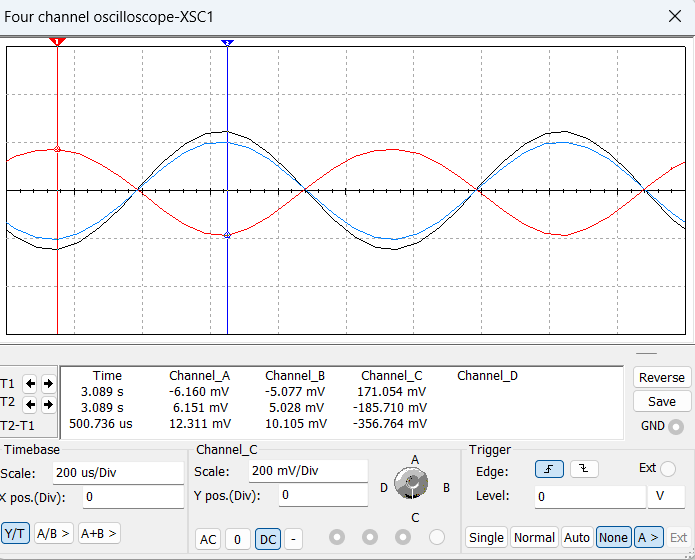 Four channel oscilloscope-XSC1
1 2
Time Channel_A Channel_B Channel_C Channel_D
T1 3.089 s -6.160 mV -5.077 mV 171.054 mV
T2 3.089 s 6.151 mV 5.028 mV -185.710 mV
T2-T1 500.736 us 12.311 mV 10.105 mV -356.764 mV
Reverse
Save
GND
Timebase
Scale: 200 us/Div
X pos.(Div): 0
Y/T A/B > A+B >
Channel_C
Scale: 200 mV/Div
Y pos.(Div): 0
AC 0 DC -
A
D B
C
Trigger
Edge: Ext
Level: 0 V
Single Normal Auto None A > Ext